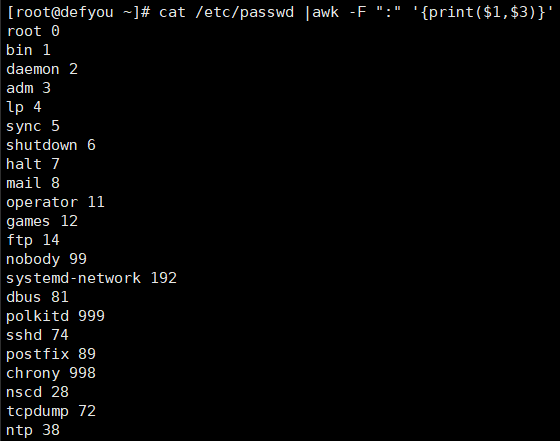 [root@defyou ~]# cat /etc/passwd |awk -F ":" '{print($1,$3)}'
root 0
bin 1
daemon 2
adm 3
lp 4
sync 5
shutdown 6
halt 7
mail 8
operator 11
games 12
ftp 14
nobody 99
systemd-network 192
dbus 81
polkitd 999
sshd 74
postfix 89
chrony 998
nscd 28
tcpdump 72
ntp 38